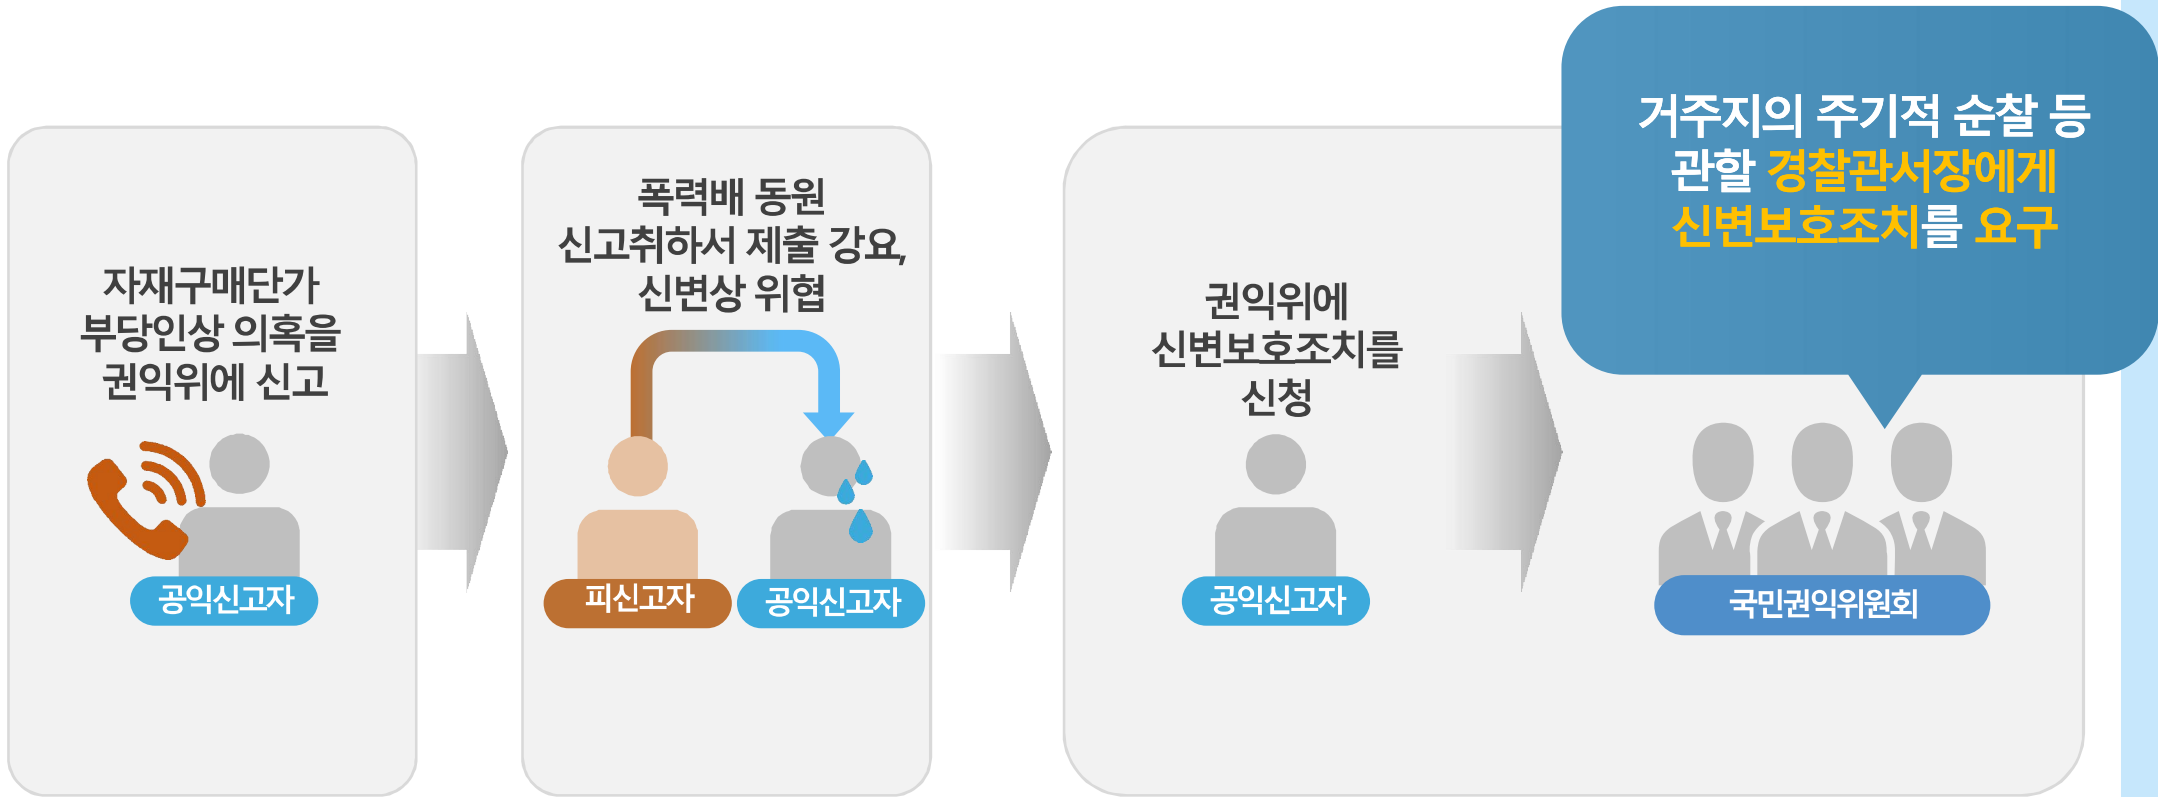 자재구매단가
부당인상 의혹을
권익위에 신고
공익신고자
폭력배 동원
신고취하서 제출 강요,
신변상 위협
피신고자
공익신고자
권익위에
신변보호조치를
신청
공익신고자
거주지의 주기적 순찰 등
관할 경찰관서장에게
신변보호조치를 요구
국민권익위원회